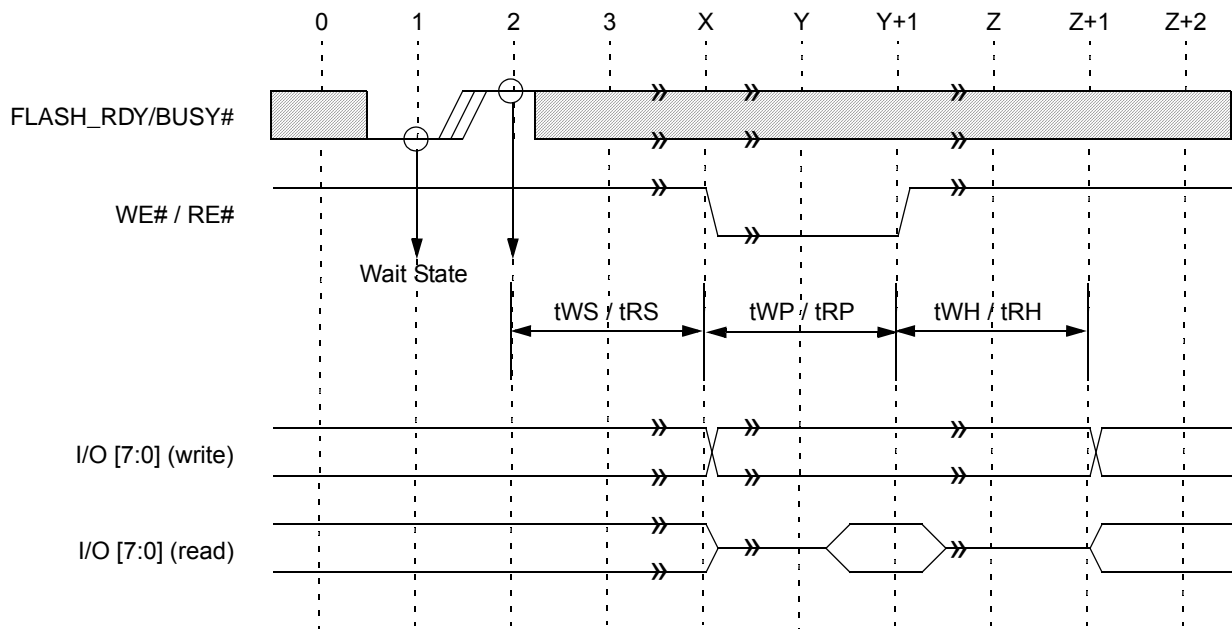 0 1 2 3 X Y Y+1 Z Z+1 Z+2
FLASH_RDY/BUSY#
WE# / RE#
Wait State
tWS / tRS tWP / tRP tWH / tRH
I/O [7:0] (write)
I/O [7:0] (read)